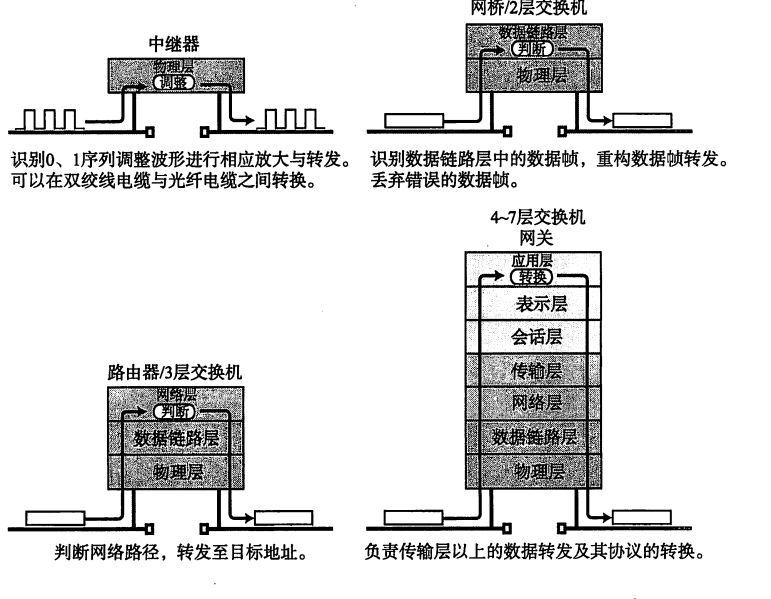 中继器
物理层
调整
识别0、1序列调整波形进行相应放大与转发。
可以在双绞线电缆与光纤电缆之间转换。
网桥/2层交换机
数据链路层
判断
物理层
识别数据链路层中的数据帧，重构数据帧转发。
丢弃错误的数据帧。
路由器/3层交换机
网络层
判断
数据链路层
物理层
判断网络路径，转发至目标地址。
4~7层交换机
网关
应用层
转换
表示层
会话层
传输层
网络层
数据链路层
物理层
负责传输层以上的数据转发及其协议的转换。